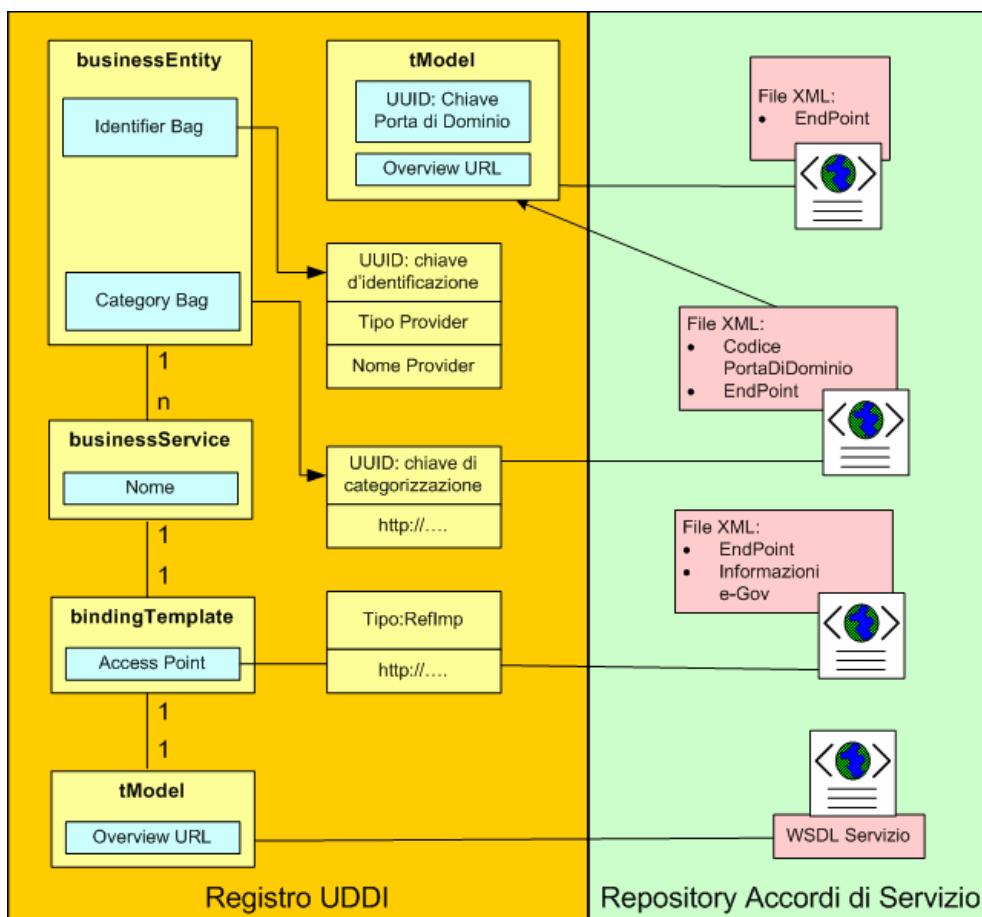 businessEntity
Identifier Bag
Category Bag
1
n
businessService
Nome
1
1
bindingTemplate
Access Point
1
1
tModel
Overview URL
tModel
UUID: Chiave
Porta di Dominio
Overview URL
UUID: chiave
d'identificazione
Tipo Provider
Nome Provider
UUID: chiave di
categorizzazione
http://....
Tipo:RefImp
http://....
Registro UDDI
File XML:
• EndPoint
File XML:
• Codice
PortaDiDominio
• EndPoint
File XML:
• EndPoint
• Informazioni
e-Gov
WSDL Servizio
Repository Accordi di Servizio